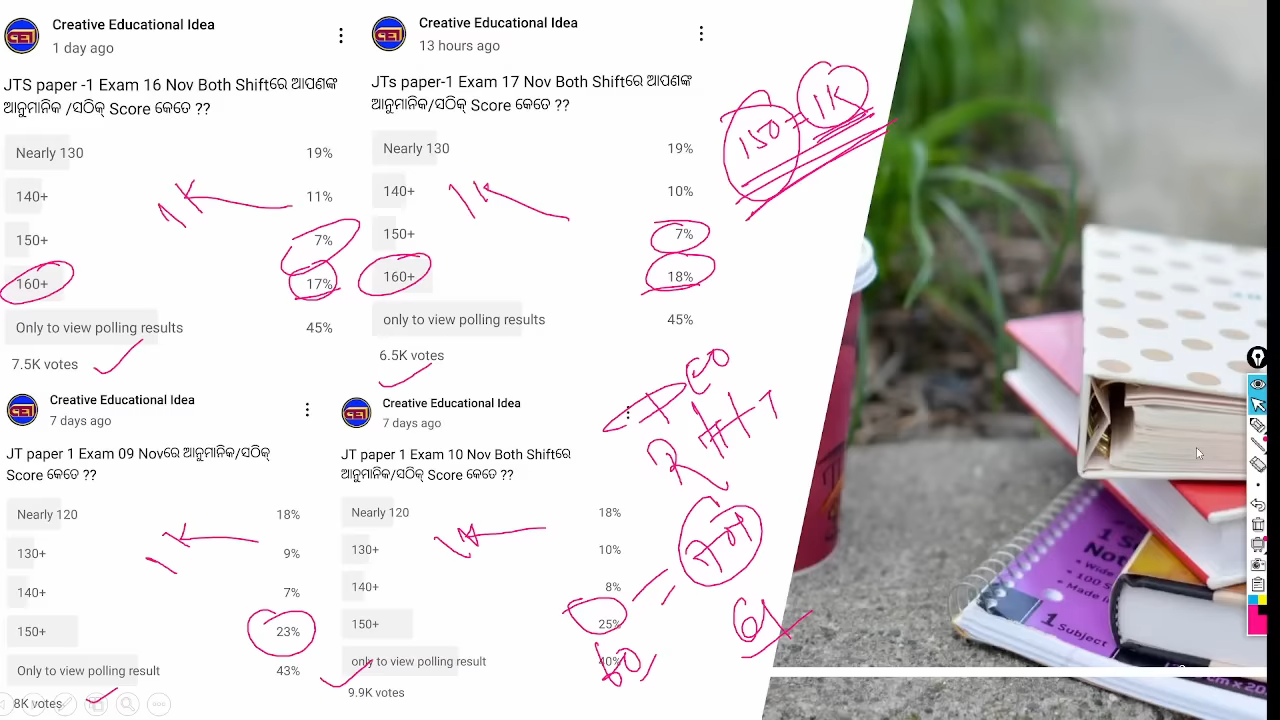 Creative Educational Idea
1 day ago
JTS paper -1 Exam 16 Nov Both Shiftରେ ଆପଣଙ୍କ
ଆନୁମାନିକ /ସଠିକ୍ Score କେତେ ??
Nearly 130 19%
140+ 11%
150+ 7%
160+ 17%
Only to view polling results 45%
7.5K votes
1K
Creative Educational Idea
13 hours ago
JTs paper-1 Exam 17 Nov Both Shiftରେ ଆପଣଙ୍କ
ଆନୁମାନିକ/ସଠିକ୍ Score କେତେ ??
Nearly 130 19%
140+ 10%
150+ 7%
160+ 18%
only to view polling results 45%
6.5K votes
1K
150 = 1K
Creative Educational Idea
7 days ago
JT paper 1 Exam 09 Novରେ ଆନୁମାନିକ/ସଠିକ୍
Score କେତେ ??
Nearly 120 18%
130+ 9%
140+ 7%
150+ 23%
Only to view polling result 43%
8K votes
1K
Creative Educational Idea
7 days ago
JT paper 1 Exam 10 Nov Both Shiftରେ
ଆନୁମାନିକ/ସଠିକ୍ Score କେତେ ??
Nearly 120 18%
130+ 10%
140+ 8%
150+ 25%
only to view polling result 40%
9.9K votes
1 Subject